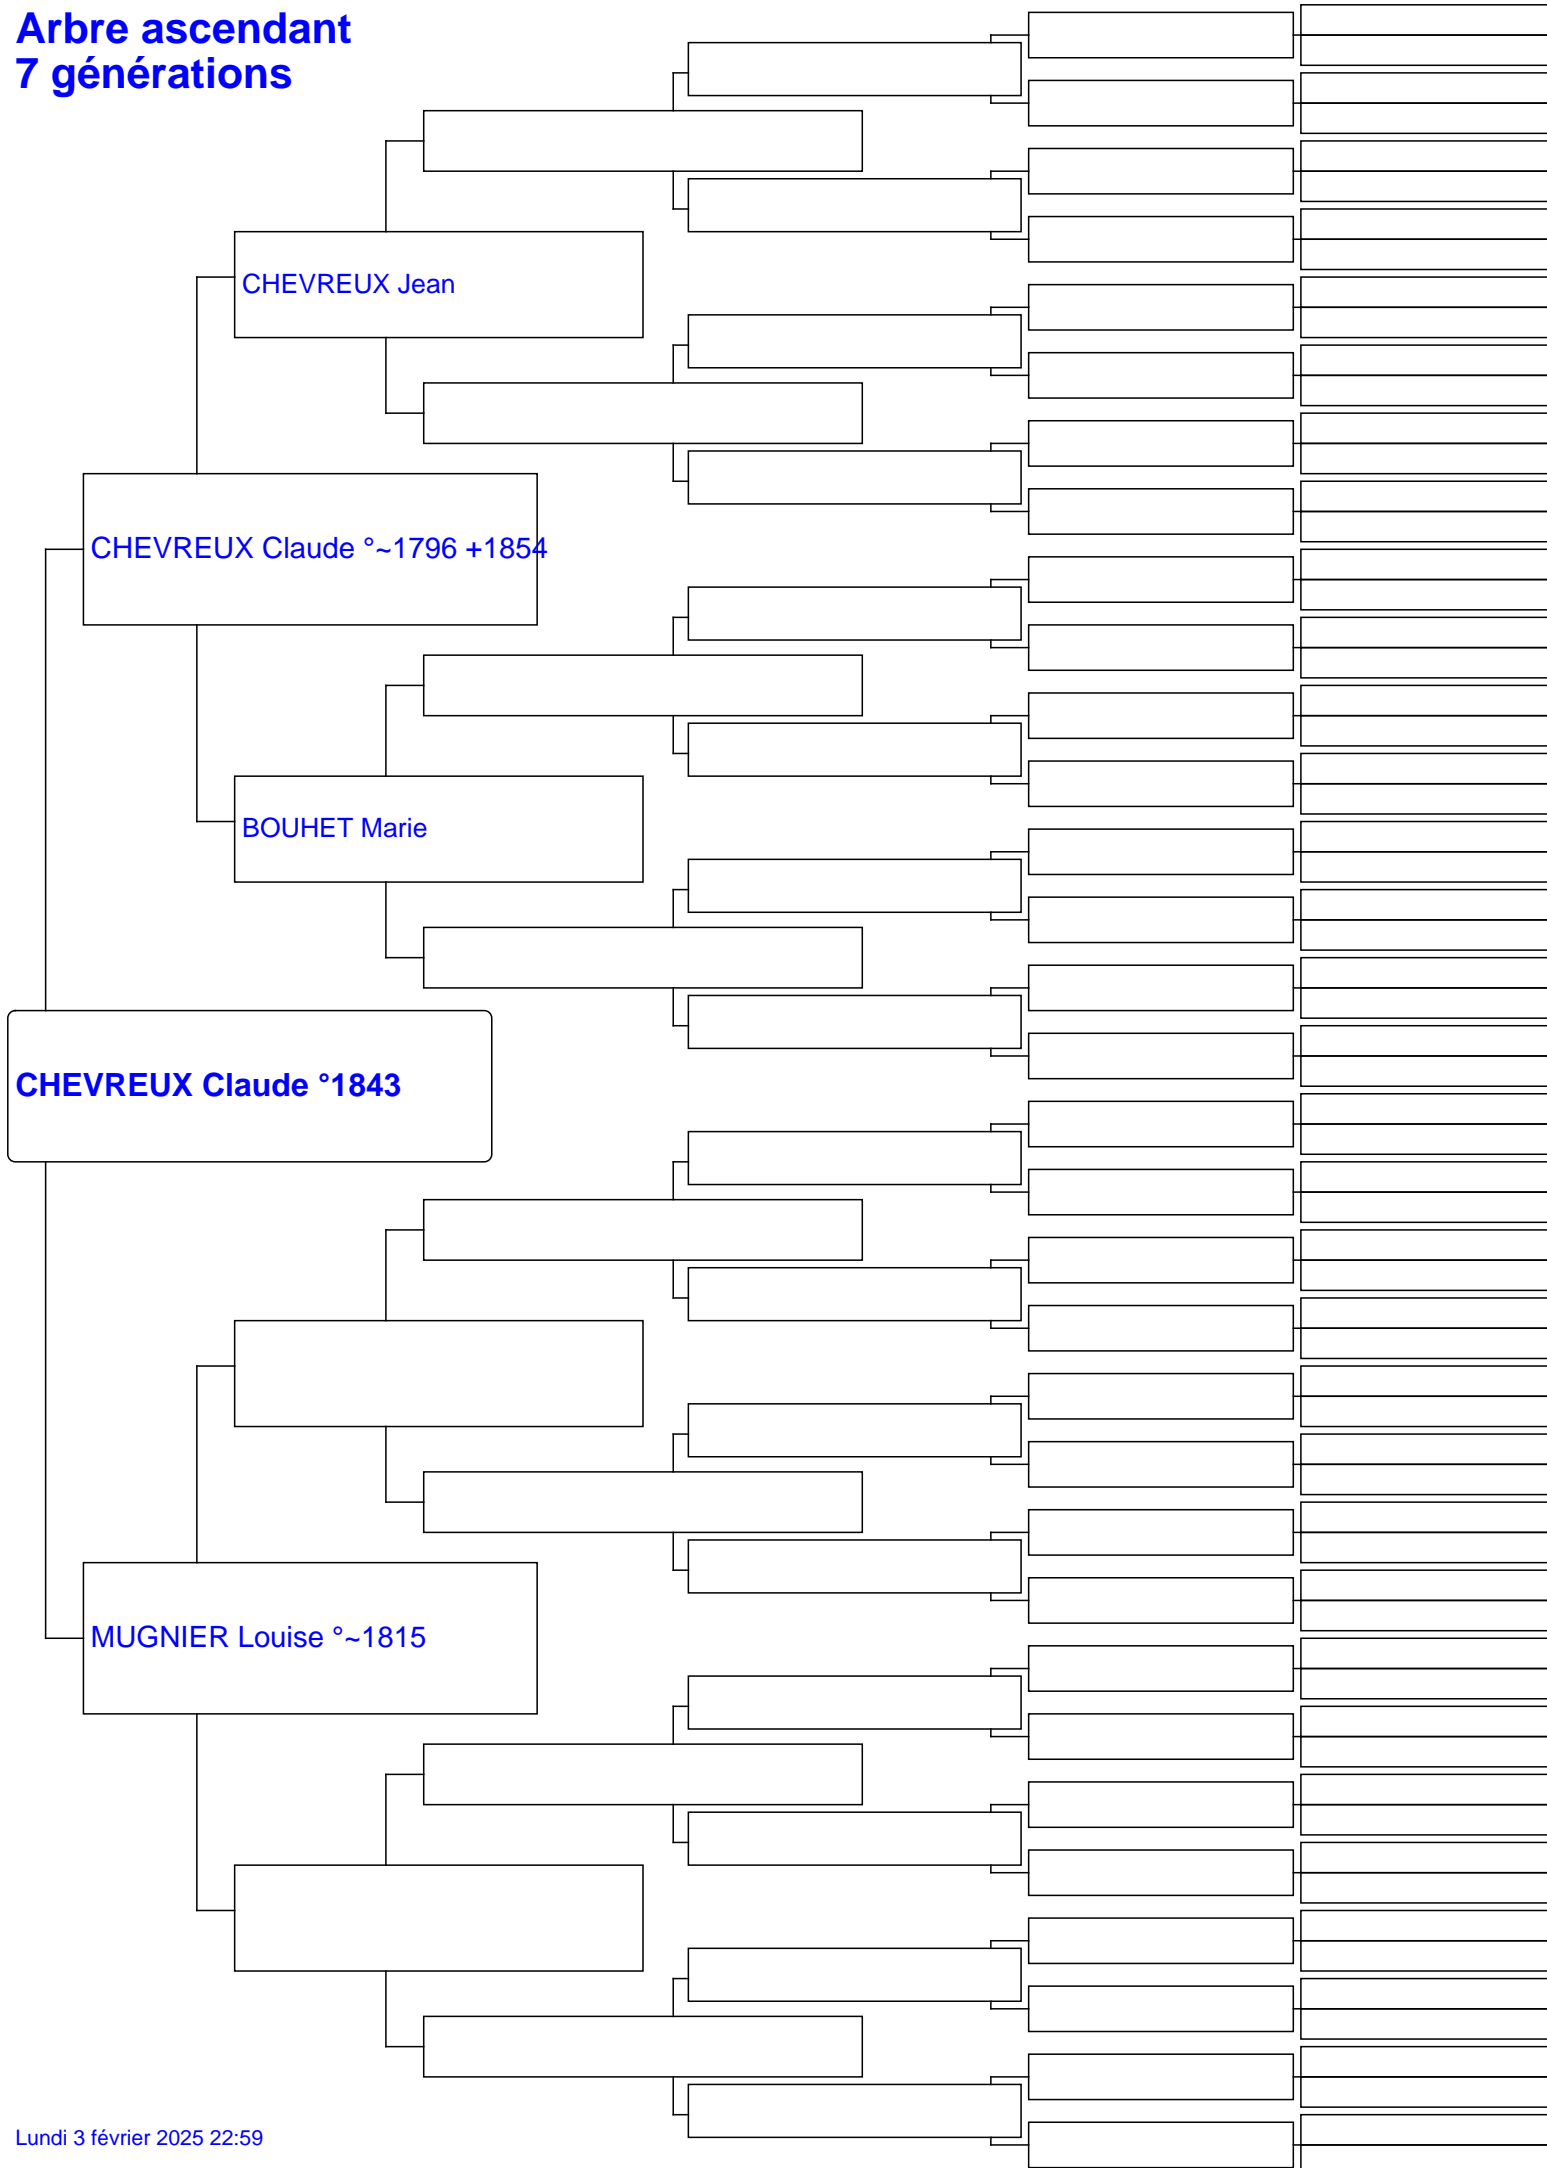 Arbre ascendant
7 générations
CHEVREUX Jean
CHEVREUX Claude °~1796 +1854
BOUHET Marie
CHEVREUX Claude °1843
MUGNIER Louise °~1815
Lundi 3 février 2025 22:59